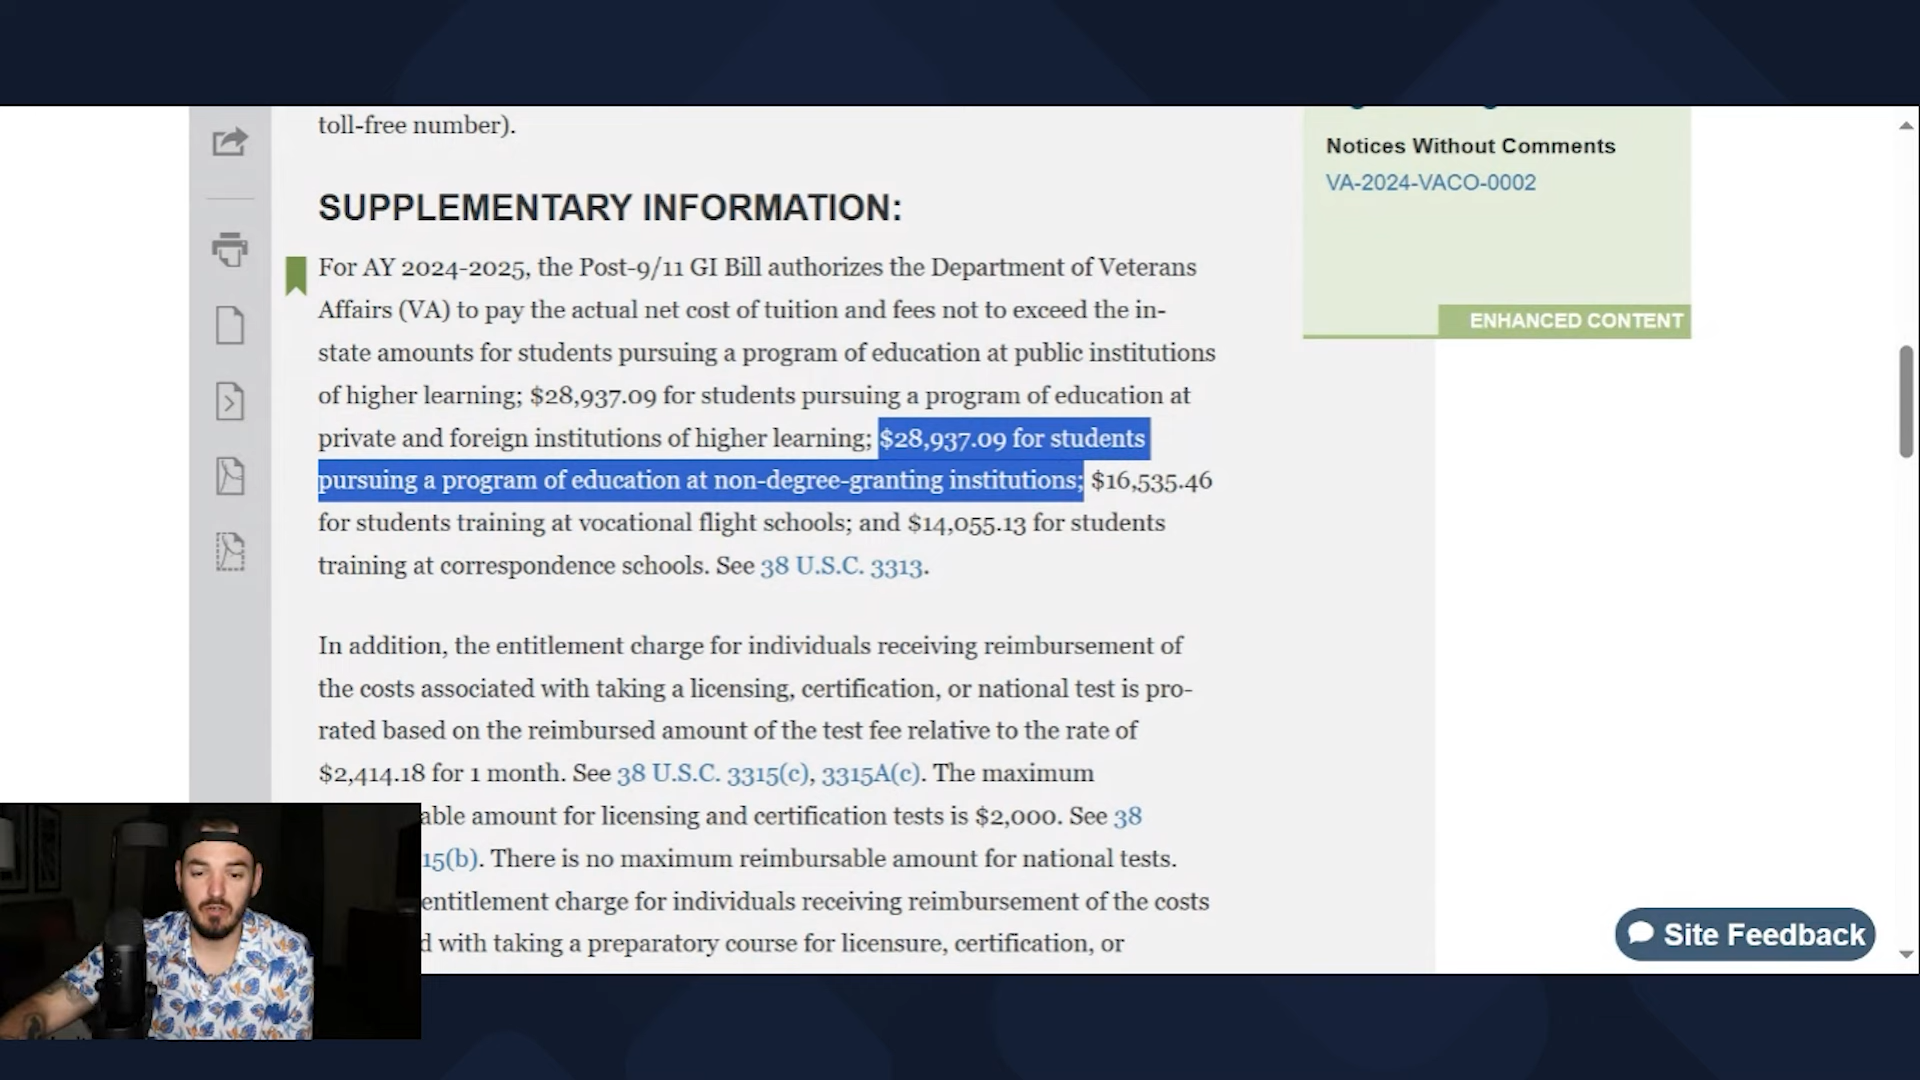 toll-free number).
SUPPLEMENTARY INFORMATION:
For AY 2024-2025, the Post-9/11 GI Bill authorizes the Department of Veterans
Affairs (VA) to pay the actual net cost of tuition and fees not to exceed the in-
state amounts for students pursuing a program of education at public institutions
of higher learning; $28,937.09 for students pursuing a program of education at
private and foreign institutions of higher learning; $28,937.09 for students
pursuing a program of education at non-degree-granting institutions; $16,535.46
for students training at vocational flight schools; and $14,055.13 for students
training at correspondence schools. See 38 U.S.C. 3313.
In addition, the entitlement charge for individuals receiving reimbursement of
the costs associated with taking a licensing, certification, or national test is pro-
rated based on the reimbursed amount of the test fee relative to the rate of
$2,414.18 for 1 month. See 38 U.S.C. 3315(c), 3315A(c). The maximum
able amount for licensing and certification tests is $2,000. See 38
15(b). There is no maximum reimbursable amount for national tests.
entitlement charge for individuals receiving reimbursement of the costs
d with taking a preparatory course for licensure, certification, or
Notices Without Comments
VA-2024-VACO-0002
ENHANCED CONTENT
Site Feedback